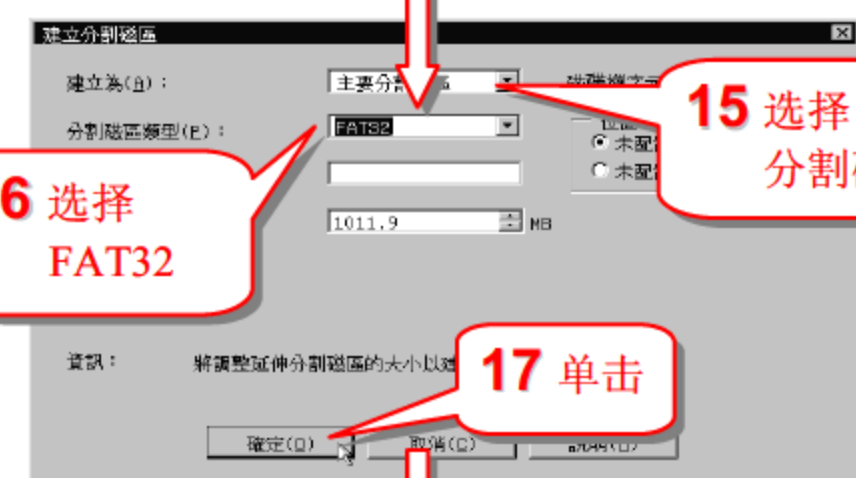 建立分割磁區
建立為(A)：
主要分割
15 选择
分割
分割磁區類型(P)：
FAT32
未配
未配
6 选择
FAT32
1011.9
MB
17 单击
資訊：
將調整延伸分割磁區的大小以建
確定(O)
取消(C)
說明(H)